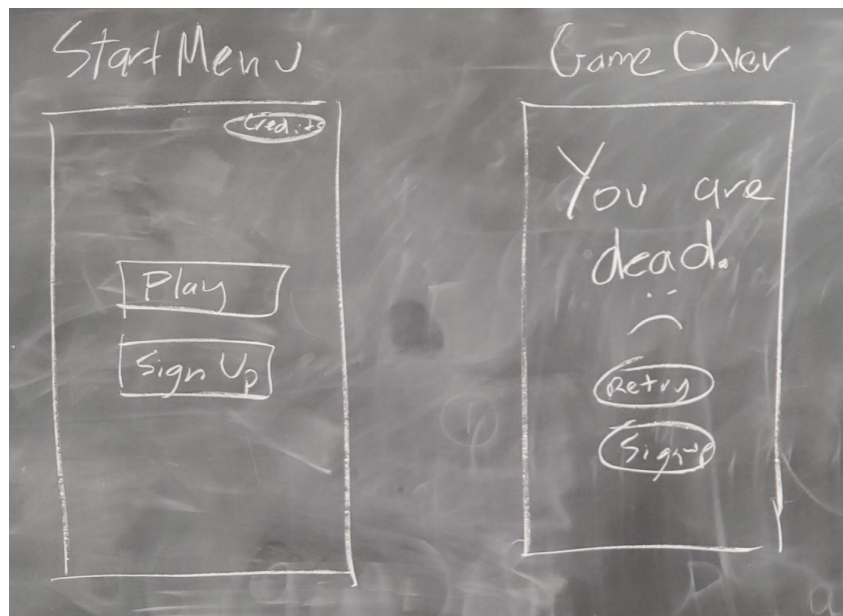 Start Menu
Credits
Play
Sign Up
Game Over
You are
dead.
Retry
Sign up